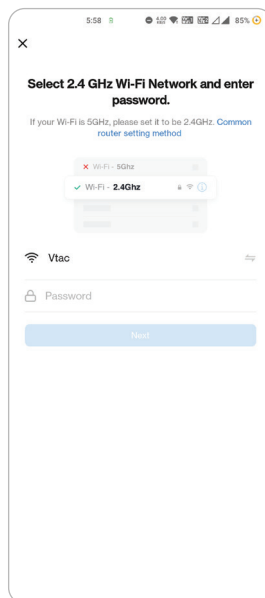 5:58
85%
Select 2.4 GHz Wi-Fi Network and enter
password.
If your Wi-Fi is 5GHz, please set it to be 2.4GHz. Common
router setting method
Wi-Fi - 5Ghz
Wi-Fi - 2.4Ghz
Vtac
Password
Next